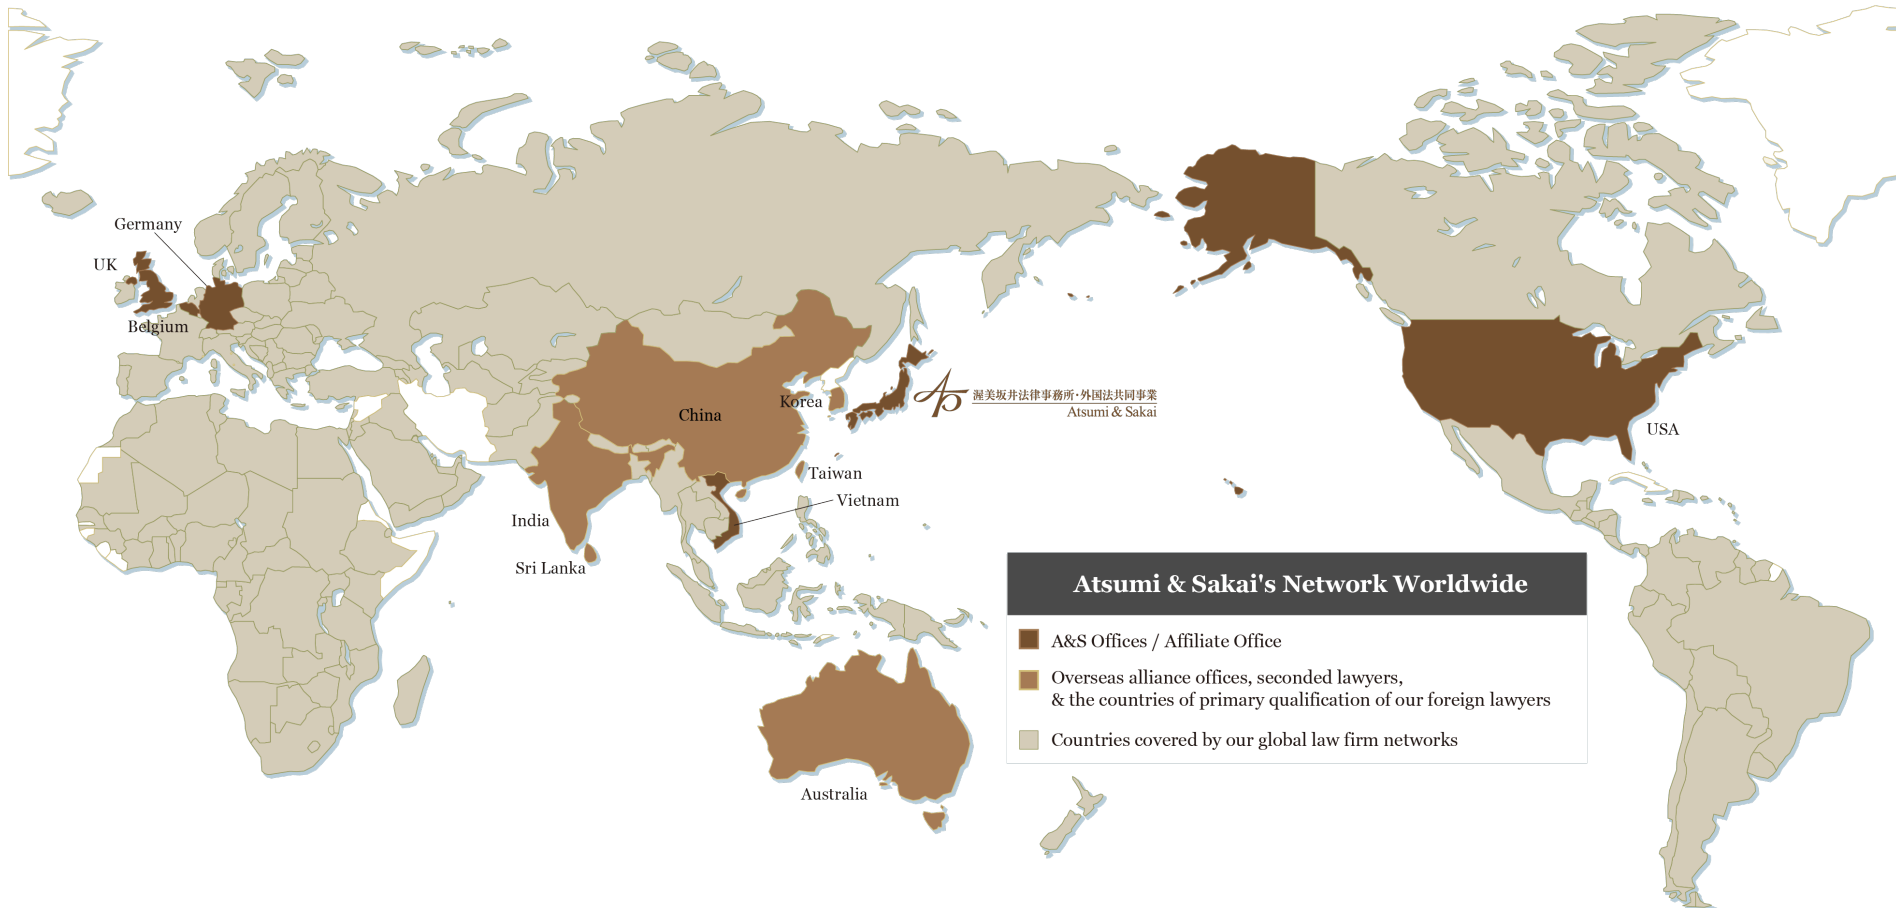 Germany
UK
Belgium
China
Korea
渥美坂井法律事務所・外国法共同事業
Atsumi & Sakai
USA
Taiwan
Vietnam
India
Sri Lanka
Australia
Atsumi & Sakai's Network Worldwide
A&S Offices / Affiliate Office
Overseas alliance offices, seconded lawyers,
& the countries of primary qualification of our foreign lawyers
Countries covered by our global law firm networks